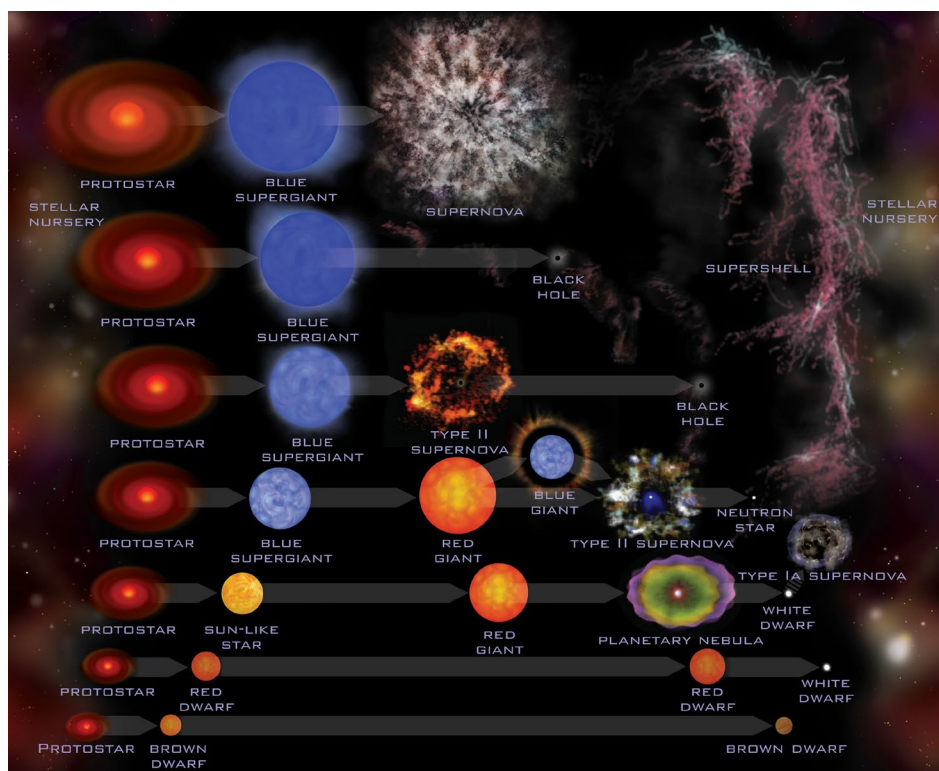 PROTOSTAR
BLUE
SUPERGIANT
SUPERNOVA
STELLAR
NURSERY
STELLAR
NURSERY
PROTOSTAR
BLUE
SUPERGIANT
BLACK
HOLE
SUPERSHELL
PROTOSTAR
BLUE
SUPERGIANT
TYPE II
SUPERNOVA
BLACK
HOLE
PROTOSTAR
BLUE
SUPERGIANT
RED
GIANT
BLUE
GIANT
TYPE II SUPERNOVA
NEUTRON
STAR
PROTOSTAR
SUN-LIKE
STAR
RED
GIANT
PLANETARY NEBULA
TYPE IA SUPERNOVA
WHITE
DWARF
PROTOSTAR
RED
DWARF
RED
DWARF
WHITE
DWARF
PROTOSTAR
BROWN
DWARF
BROWN DWARF